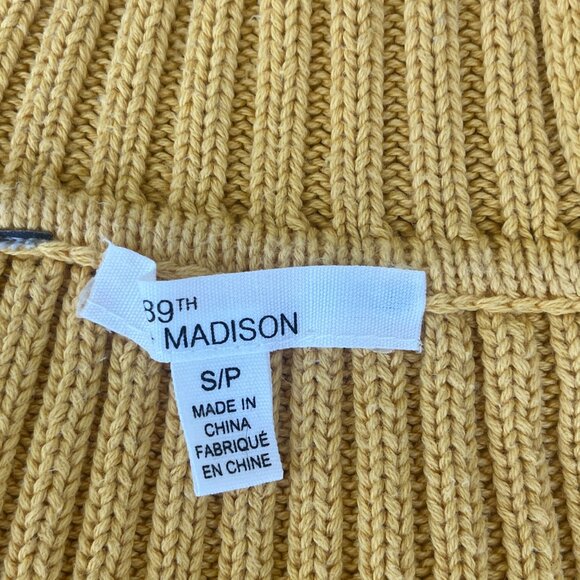 89TH
MADISON
S/P
MADE IN
CHINA
FABRIQUÉ
EN CHINE